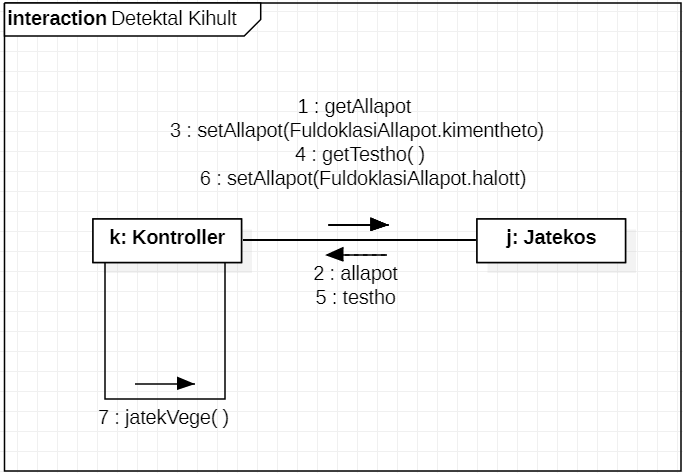 interaction Detektal Kihult
1 : getAllapot
3 : setAllapot(FuldoklasiAllapot.kimentheto)
4 : getTestho( )
6 : setAllapot(FuldoklasiAllapot.halott)
k: Kontroller
j: Jatekos
2 : allapot
5 : testho
7 : jatekVege( )